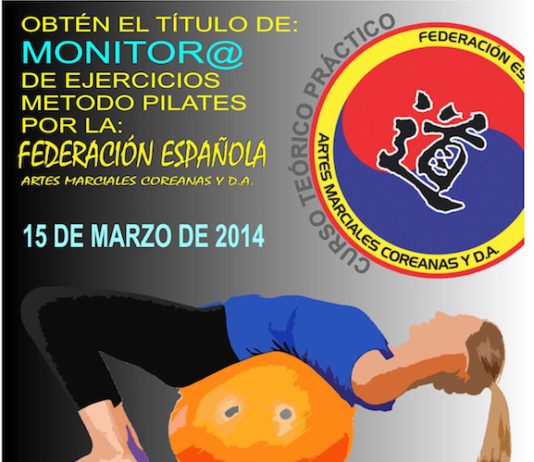 OBTÉN EL TÍTULO DE:
MONITOR@
DE EJERCICIOS
METODO PILATES
POR LA:
FEDERACIÓN ESPAÑOLA
ARTES MARCIALES COREANAS Y D.A.
15 DE MARZO DE 2014
CURSO TEÓRICO PRÁCTICO
FEDERACIÓN
道
ARTES MARCIALES COREANAS Y D.A.